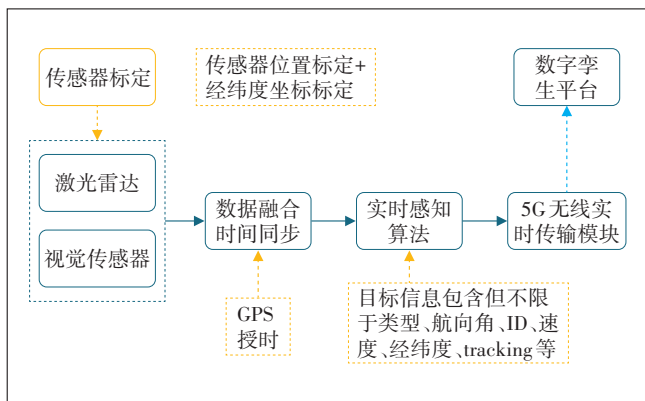 传感器标定
传感器位置标定+
经纬度坐标标定
数字孪
生平台
激光雷达
视觉传感器
数据融合
时间同步
实时感知
算法
5G无线实
时传输模块
GPS
授时
目标信息包含但不限
于类型、航向角、ID、速
度、经纬度、tracking等